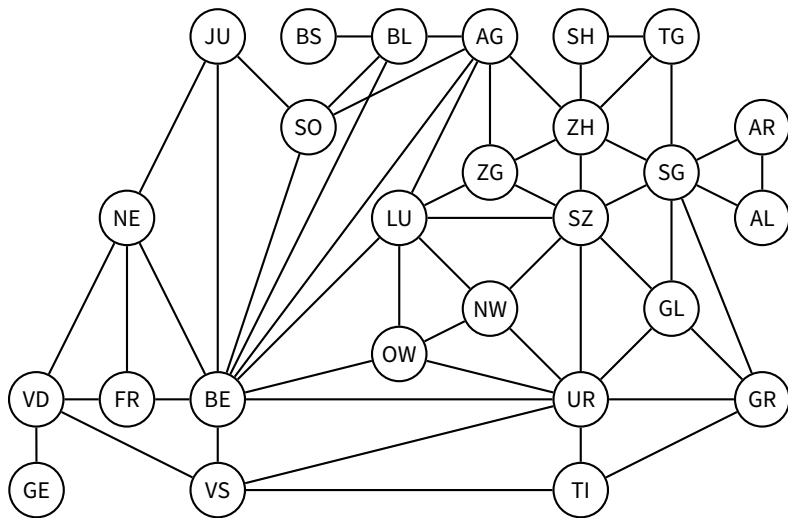 JU BS BL AG SH TG
SO ZH AR
ZG SG
NE LU SZ AL
NW GL
OW
VD FR BE UR GR
GE VS TI